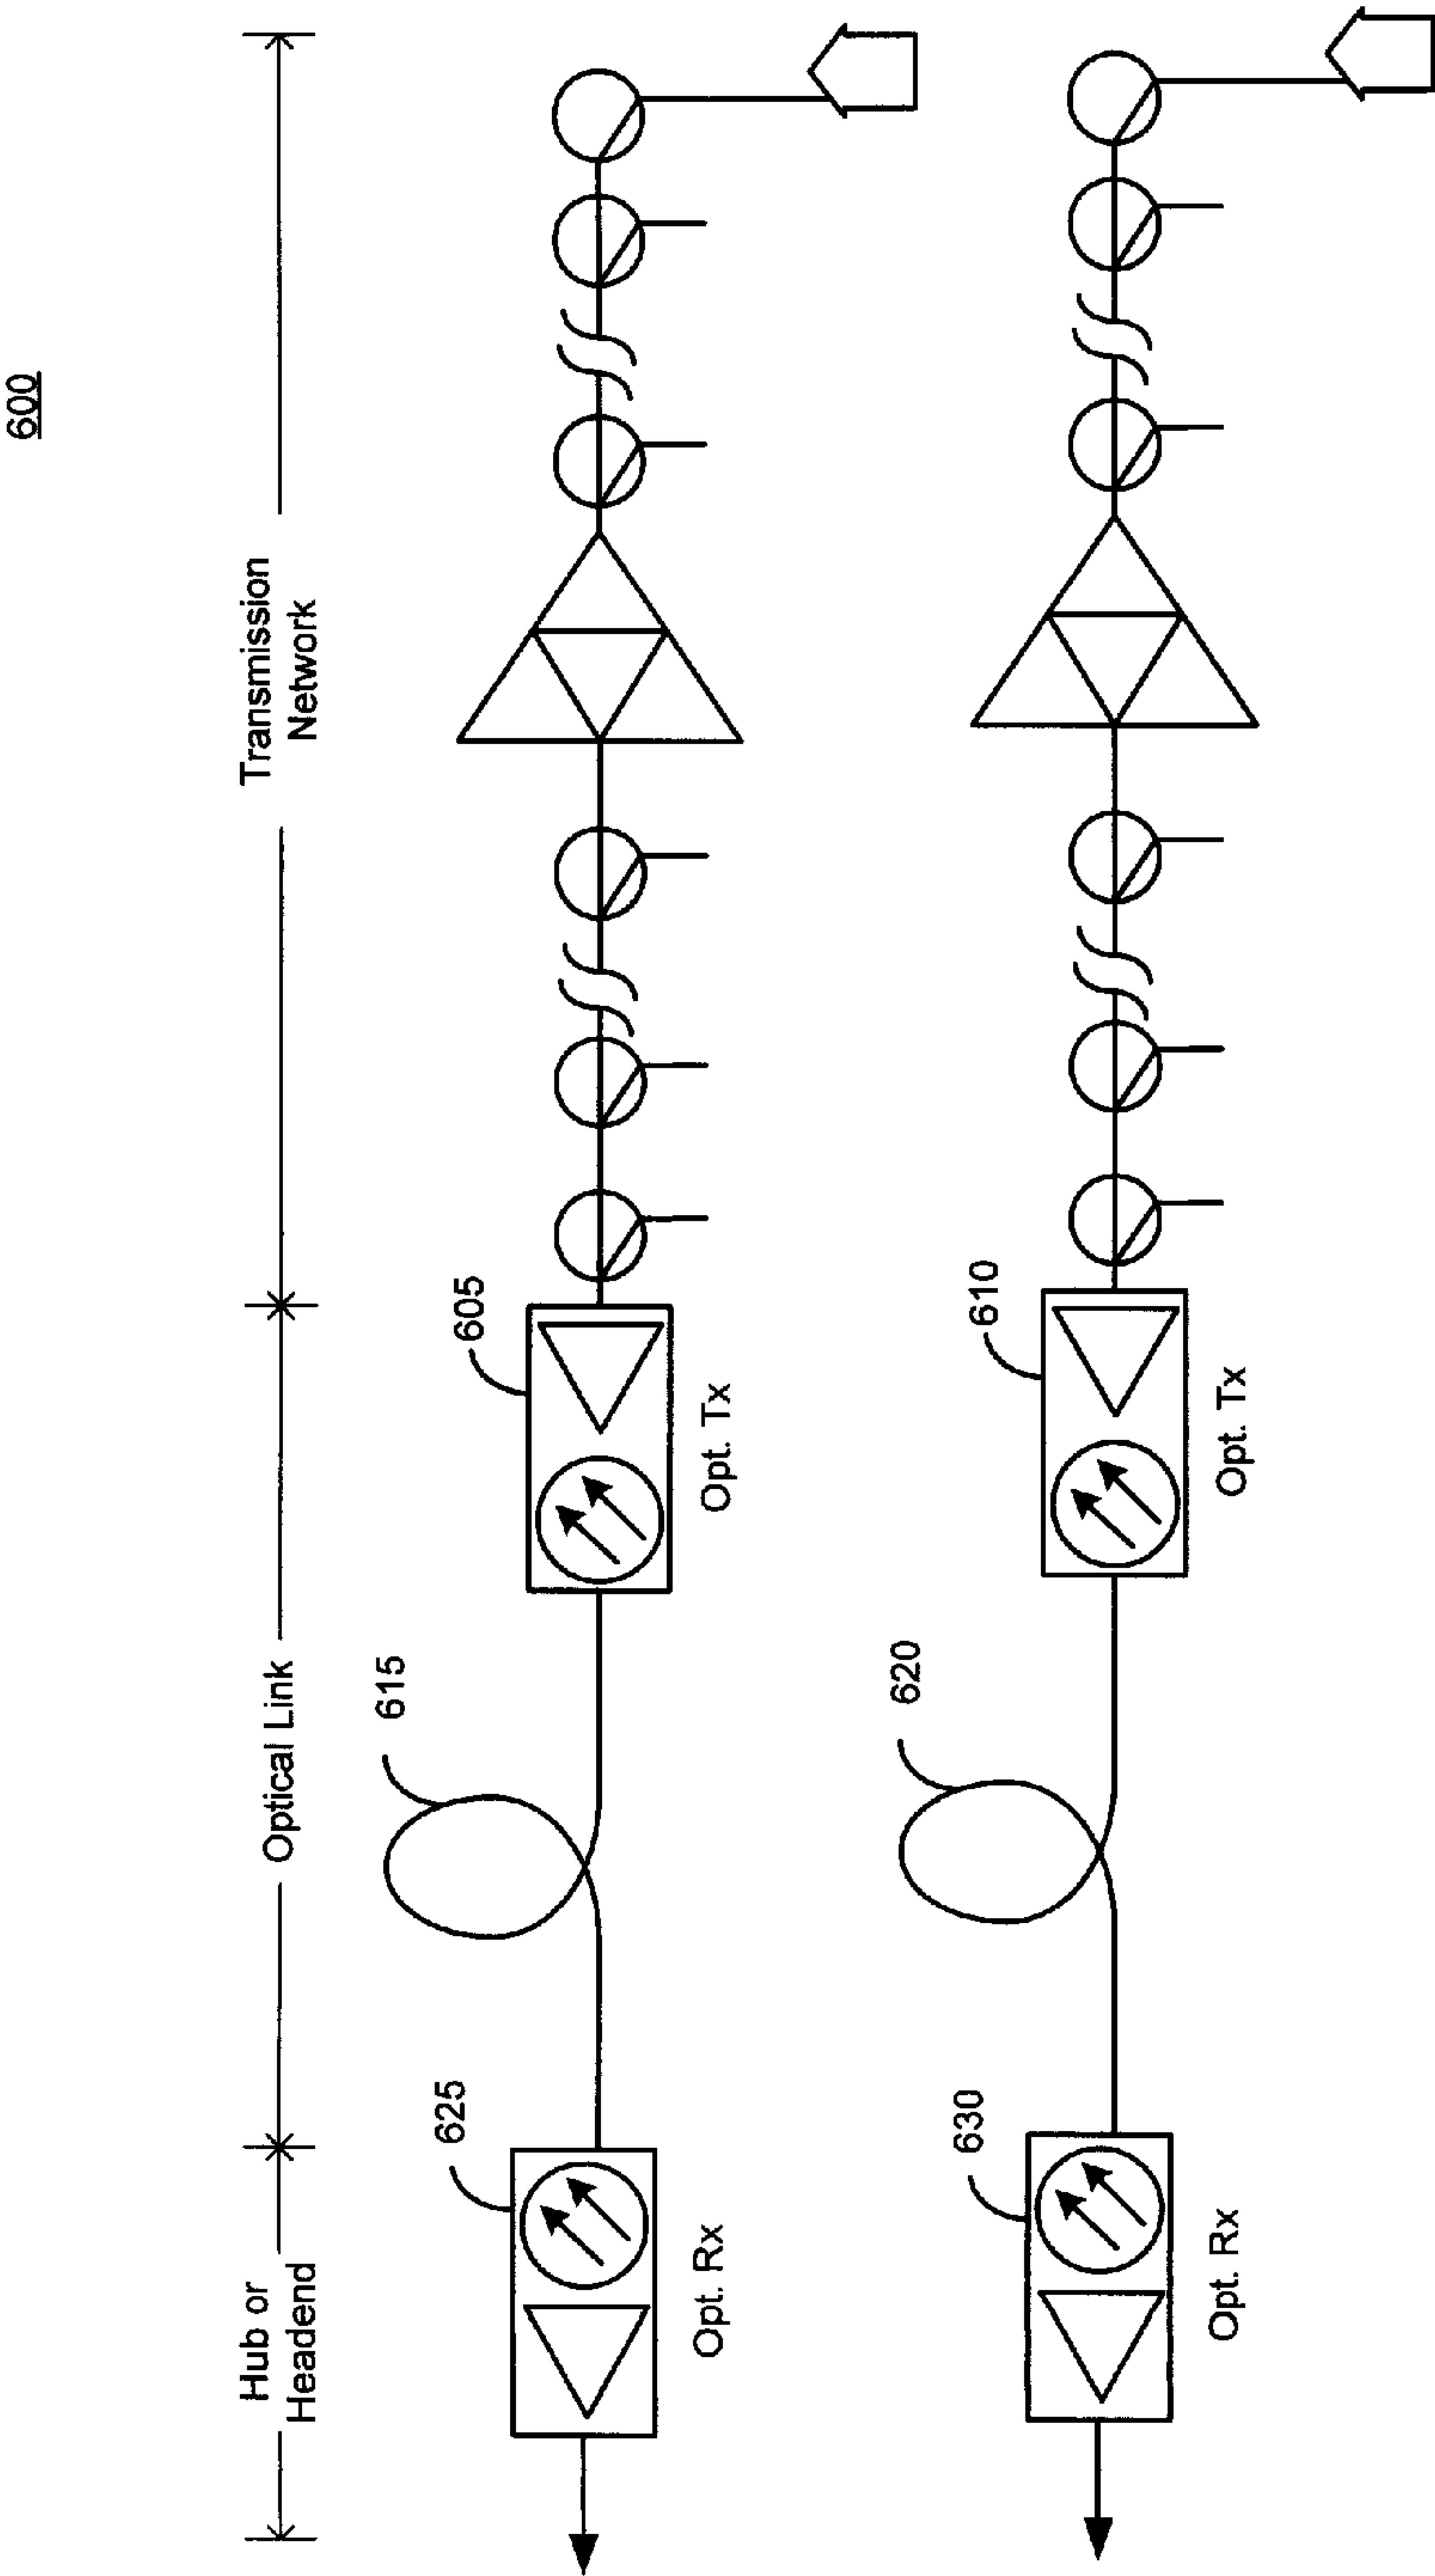 600
Hub or
Headend
Optical Link
Transmission
Network
625
615
605
Opt. Rx
Opt. Tx
630
620
610
Opt. Rx
Opt. Tx